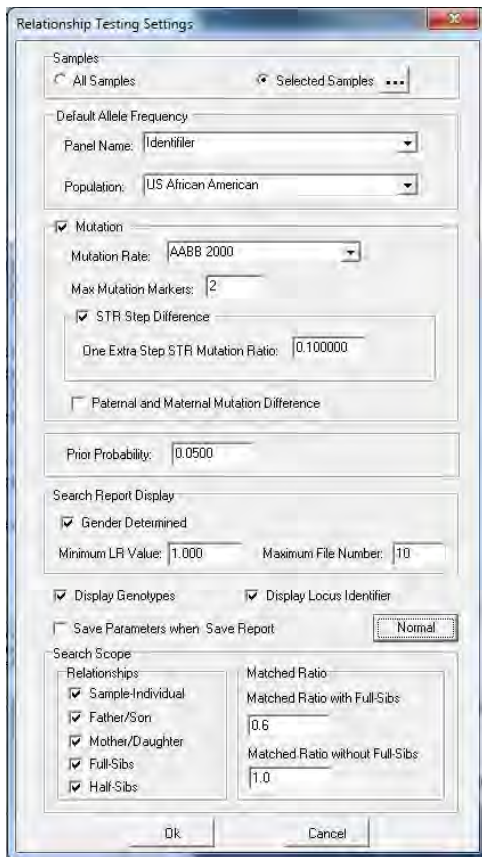 Relationship Testing Settings
Samples
All Samples Selected Samples ...
Default Allele Frequency
Panel Name: Identifiler
Population: US African American
Mutation
Mutation Rate: AABB 2000
Max Mutation Markers: 2
STR Step Difference
One Extra Step STR Mutation Ratio: 0.100000
Paternal and Maternal Mutation Difference
Prior Probability: 0.0500
Search Report Display
Gender Determined
Minimum LR Value: 1.000 Maximum File Number: 10
Display Genotypes Display Locus Identifier
Save Parameters when Save Report Normal
Search Scope
Relationships
Sample-Individual
Father/Son
Mother/Daughter
Full-Sibs
Half-Sibs
Matched Ratio
Matched Ratio with Full-Sibs
0.6
Matched Ratio without Full-Sibs
1.0
Ok Cancel